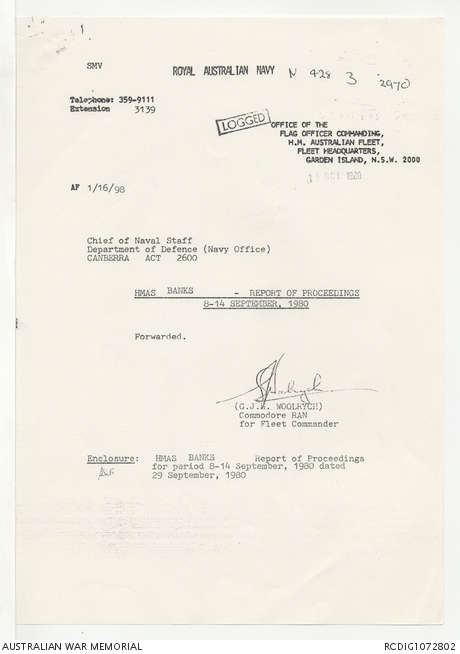 SMV
ROYAL AUSTRALIAN NAVY N 428 3 2970
Telephone: 359-9111
Extension 3139
LOGGED
OFFICE OF THE
FLAG OFFICER COMMANDING,
H.M. AUSTRALIAN FLEET,
FLEET HEADQUARTERS,
GARDEN ISLAND, N.S.W. 2000
OCT
AF 1/16/98
Chief of Naval Staff
Department of Defence (Navy Office)
CANBERRA ACT 2600
HMAS BANKS - REPORT OF PROCEEDINGS
8-14 SEPTEMBER, 1980
Forwarded.
WOOLRYCH)
Commodore RAN
for Fleet Commander
Enclosure: HMAS BANKS Report of Proceedings
for period 8-14 September, 1980 dated
29 September, 1980
AUSTRALIAN WAR MEMORIAL RCDIG1072802